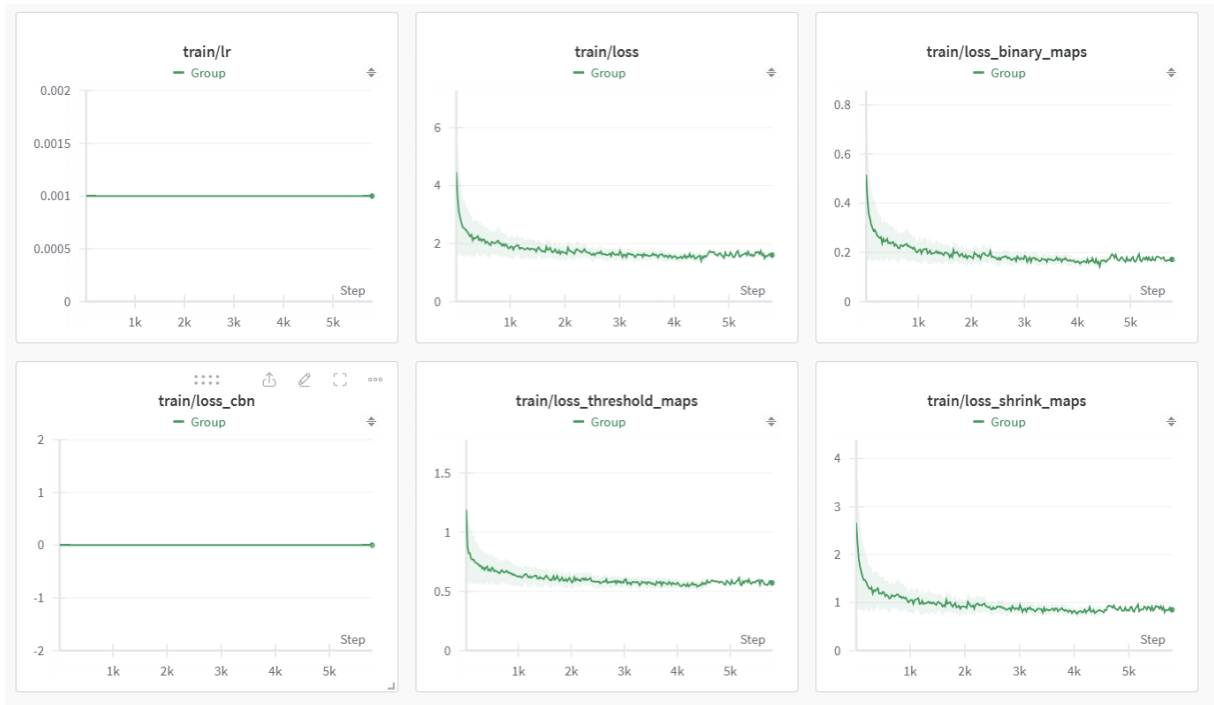 train/lr
Group
0.002
0.0015
0.001
0.0005
0
Step
1k 2k 3k 4k 5k
train/loss
Group
6
4
2
0
Step
1k 2k 3k 4k 5k
train/loss_binary_maps
Group
0.8
0.6
0.4
0.2
0
Step
1k 2k 3k 4k 5k
train/loss_cbn
Group
2
1
0
-1
-2
Step
1k 2k 3k 4k 5k
train/loss_threshold_maps
Group
1.5
1
0.5
0
Step
1k 2k 3k 4k 5k
train/loss_shrink_maps
Group
4
3
2
1
0
Step
1k 2k 3k 4k 5k